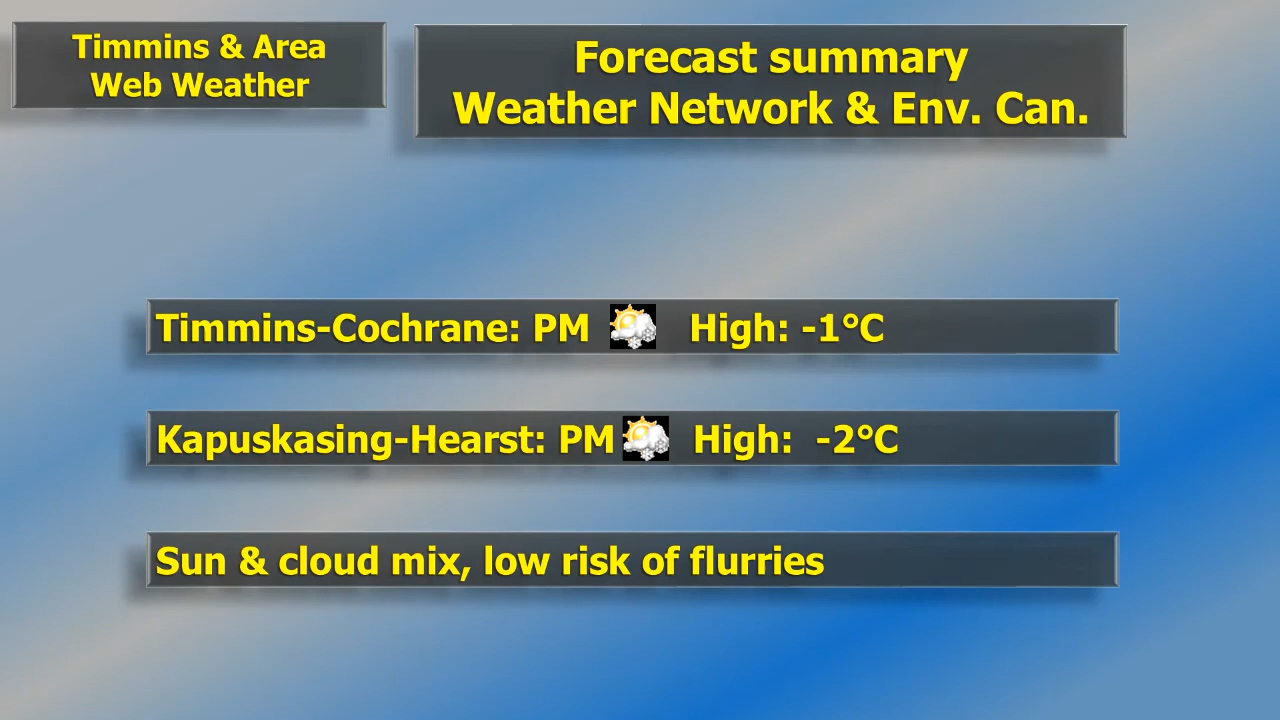 Timmins & Area
Web Weather
Forecast summary
Weather Network & Env. Can.
Timmins-Cochrane: PM High: -1°C
Kapuskasing-Hearst: PM High: -2°C
Sun & cloud mix, low risk of flurries